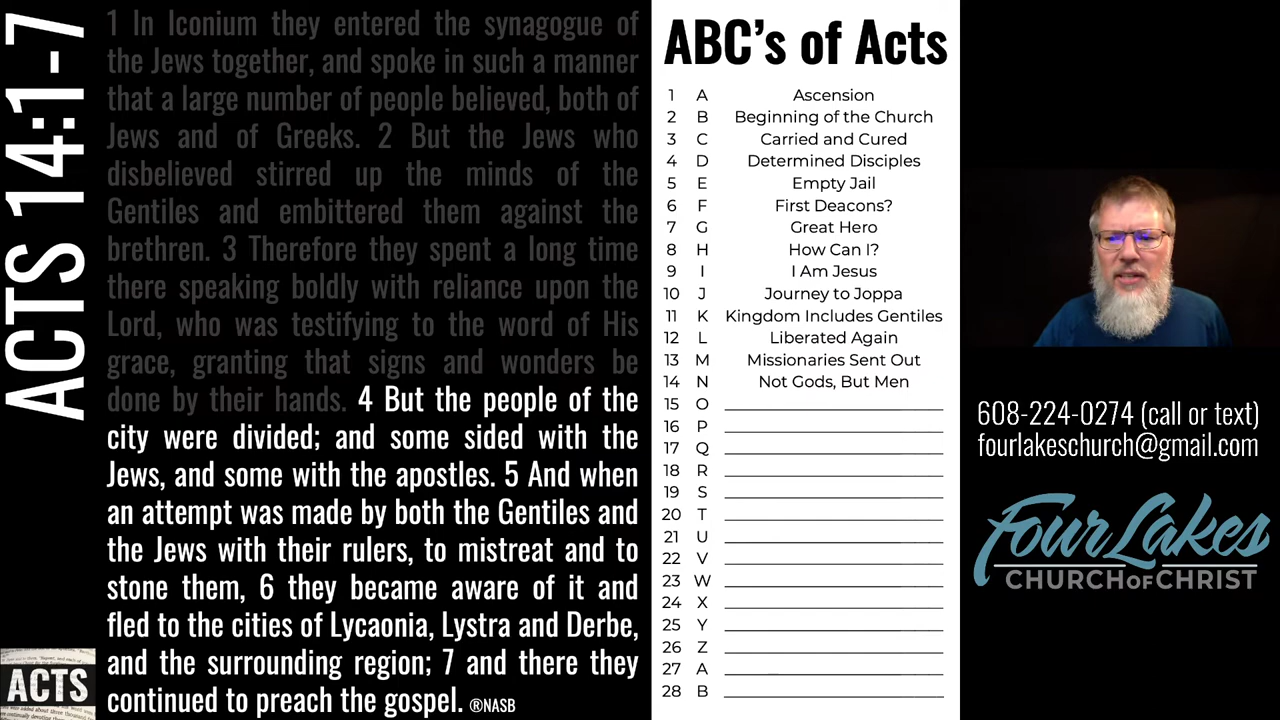 ACTS 14:1-7
1 In Iconium they entered the synagogue of
the Jews together, and spoke in such a manner
that a large number of people believed, both of
Jews and of Greeks. 2 But the Jews who
disbelieved stirred up the minds of the
Gentiles and embittered them against the
brethren. 3 Therefore they spent a long time
there speaking boldly with reliance upon the
Lord, who was testifying to the word of His
grace, granting that signs and wonders be
done by their hands. 4 But the people of the
city were divided; and some sided with the
Jews, and some with the apostles. 5 And when
an attempt was made by both the Gentiles and
the Jews with their rulers, to mistreat and to
stone them, 6 they became aware of it and
fled to the cities of Lycaonia, Lystra and Derbe,
and the surrounding region; 7 and there they
continued to preach the gospel. ®NASB
ACTS
ABC's of Acts
1 A Ascension
2 B Beginning of the Church
3 C Carried and Cured
4 D Determined Disciples
5 E Empty Jail
6 F First Deacons?
7 G Great Hero
8 H How Can I?
9 I I Am Jesus
10 J Journey to Joppa
11 K Kingdom Includes Gentiles
12 L Liberated Again
13 M Missionaries Sent Out
14 N Not Gods, But Men
15 O
16 P
17 Q
18 R
19 S
20 T
21 U
22 V
23 W
24 X
25 Y
26 Z
27 A
28 B
608-224-0274 (call or text)
fourlakeschurch@gmail.com
Four Lakes
CHURCH OF CHRIST